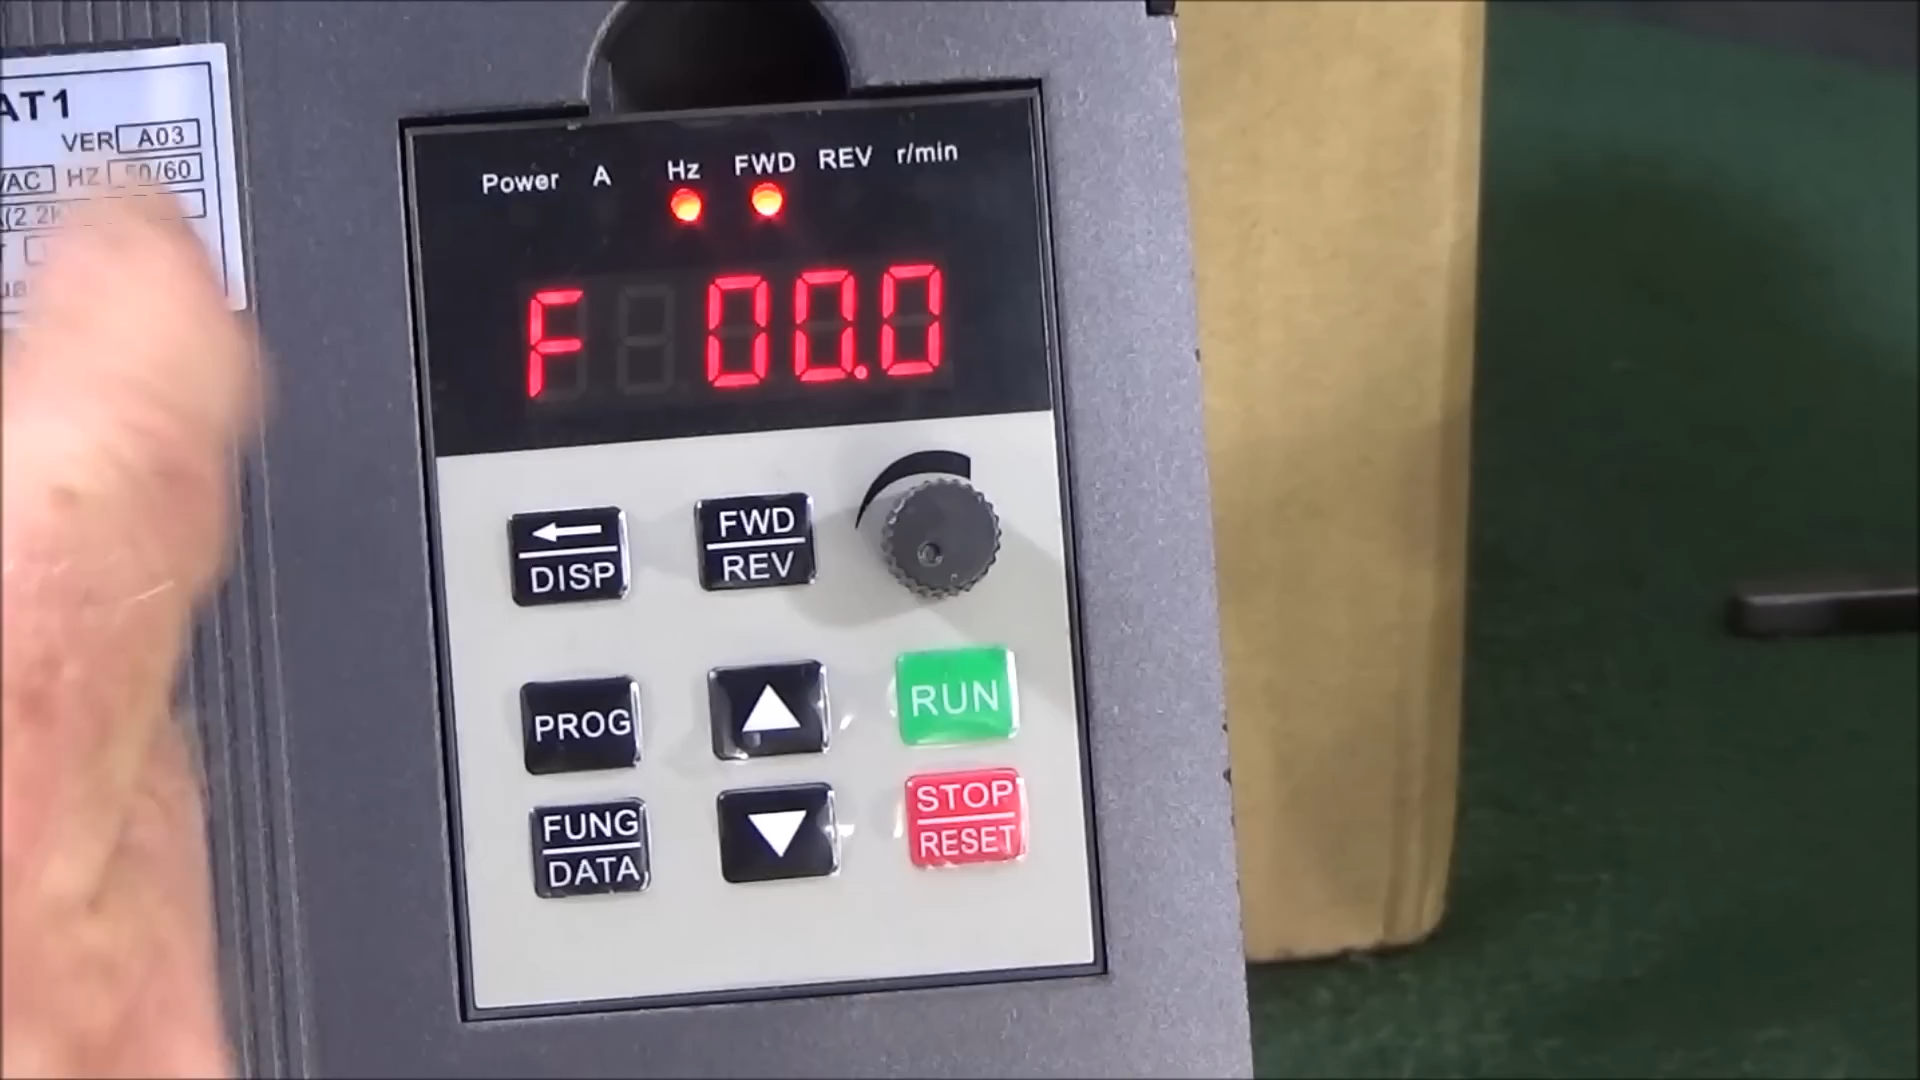 AT1
VER A03
VAC HZ 50/60
(2.2K
Power A Hz FWD REV r/min
F 00.0
DISP
FWD
REV
PROG
RUN
FUNG
DATA
STOP
RESET